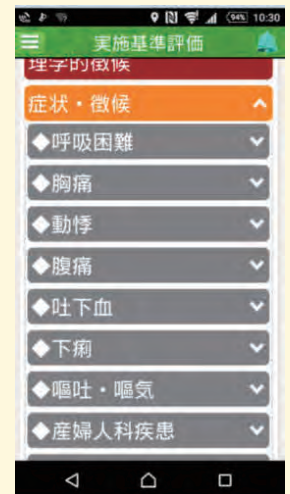 94% 10:30
実施基準評価
理学的徴候
症状・徴候
◆呼吸困難
◆胸痛
◆動悸
◆腹痛
◆吐下血
◆下痢
◆嘔吐・嘔気
◆産婦人科疾患